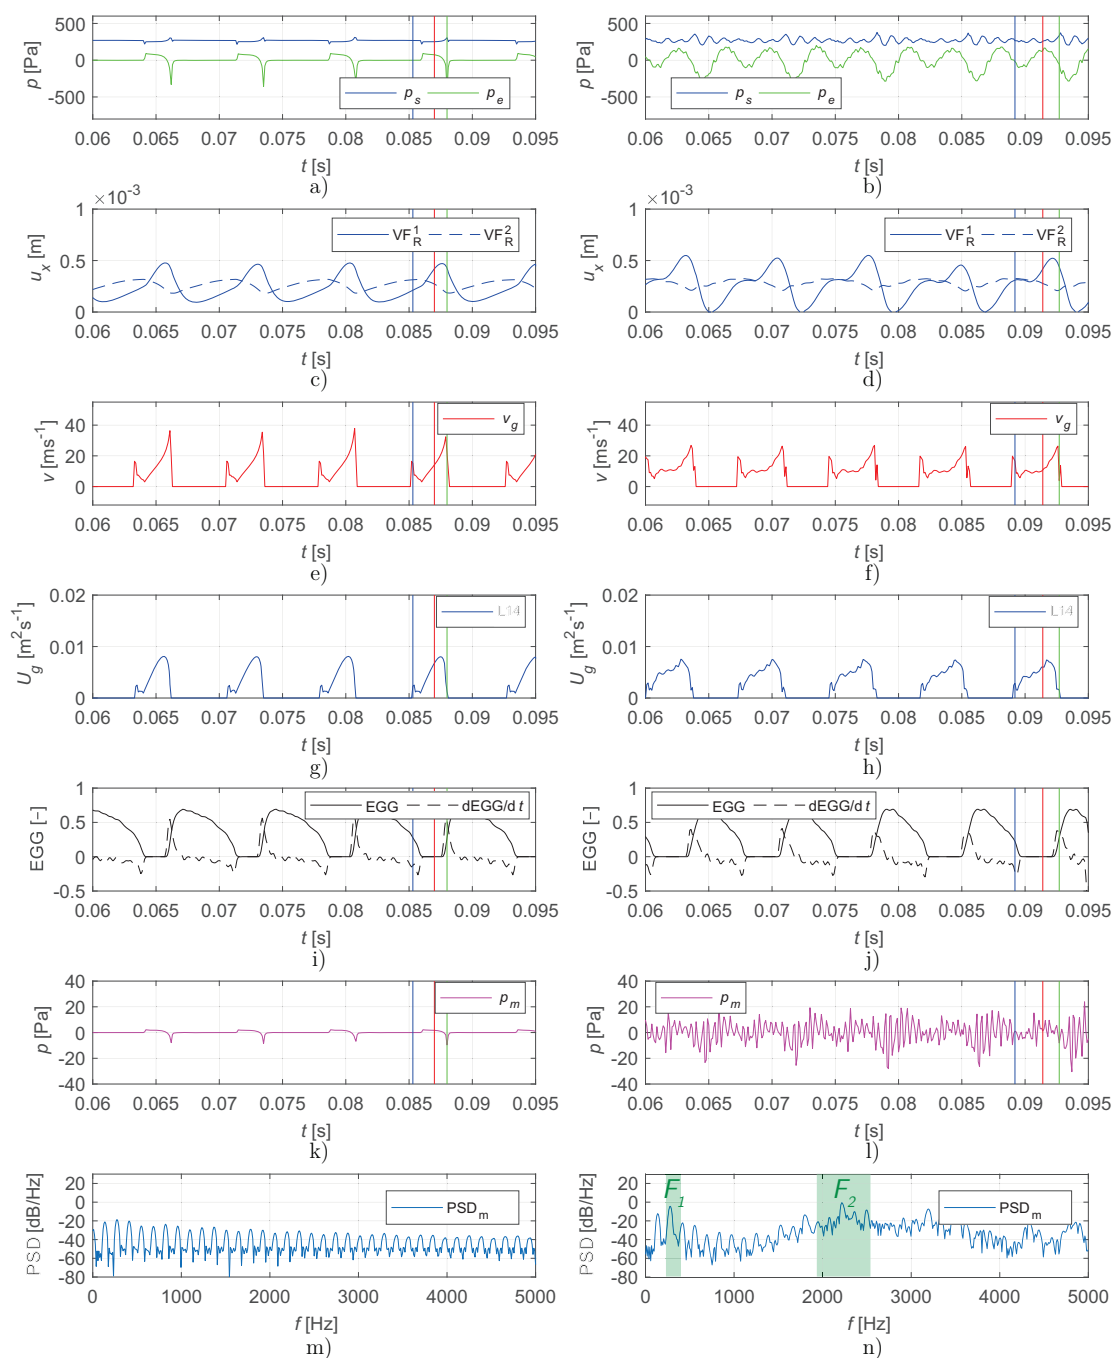 500
0
-500
p [Pa]
p_s p_e
0.06 0.065 0.07 0.075 0.08 0.085 0.09 0.095
t [s]
a)
500
0
-500
p [Pa]
p_s p_e
0.06 0.065 0.07 0.075 0.08 0.085 0.09 0.095
t [s]
b)
×10^-3
1
0.5
0
u_x [m]
VF_R^1 VF_R^2
0.06 0.065 0.07 0.075 0.08 0.085 0.09 0.095
t [s]
c)
×10^-3
1
0.5
0
u_x [m]
VF_R^1 VF_R^2
0.06 0.065 0.07 0.075 0.08 0.085 0.09 0.095
t [s]
d)
40
20
0
v [ms^-1]
v_g
0.06 0.065 0.07 0.075 0.08 0.085 0.09 0.095
t [s]
e)
40
20
0
v [ms^-1]
v_g
0.06 0.065 0.07 0.075 0.08 0.085 0.09 0.095
t [s]
f)
0.02
0.01
0
U_g [m^2s^-1]
L14
0.06 0.065 0.07 0.075 0.08 0.085 0.09 0.095
t [s]
g)
0.02
0.01
0
U_g [m^2s^-1]
L14
0.06 0.065 0.07 0.075 0.08 0.085 0.09 0.095
t [s]
h)
1
0.5
0
-0.5
EGG [–]
EGG dEGG/d t
0.06 0.065 0.07 0.075 0.08 0.085 0.09 0.095
t [s]
i)
1
0.5
0
-0.5
EGG [–]
EGG dEGG/d t
0.06 0.065 0.07 0.075 0.08 0.085 0.09 0.095
t [s]
j)
40
20
0
-20
-40
p [Pa]
p_m
0.06 0.065 0.07 0.075 0.08 0.085 0.09 0.095
t [s]
k)
40
20
0
-20
-40
p [Pa]
p_m
0.06 0.065 0.07 0.075 0.08 0.085 0.09 0.095
t [s]
l)
20
0
-20
-40
-60
-80
PSD [dB/Hz]
PSD_m
0 1000 2000 3000 4000 5000
f [Hz]
m)
20
0
-20
-40
-60
-80
PSD [dB/Hz]
F_1 F_2
PSD_m
0 1000 2000 3000 4000 5000
f [Hz]
n)